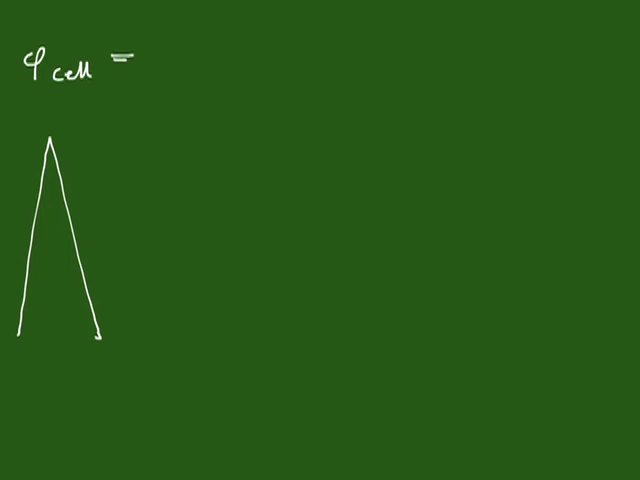 φ cell =